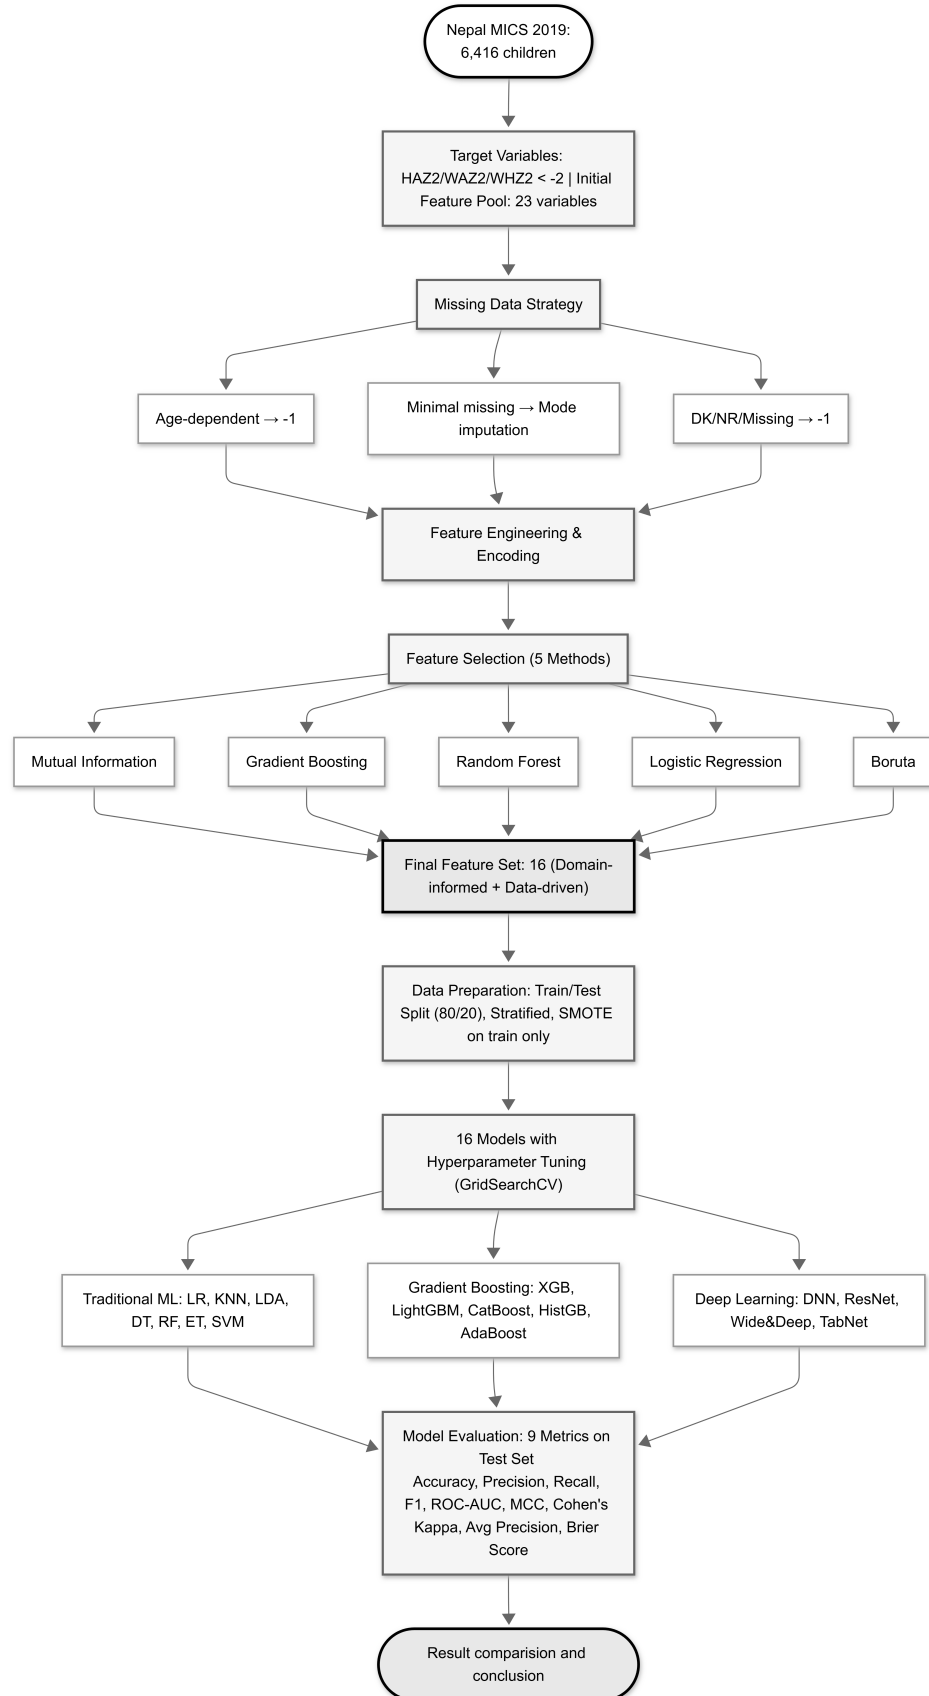 Nepal MICS 2019:
6,416 children
Target Variables:
HAZ2/WAZ2/WHZ2 < -2 | Initial
Feature Pool: 23 variables
Missing Data Strategy
Age-dependent → -1
Minimal missing → Mode
imputation
DK/NR/Missing → -1
Feature Engineering &
Encoding
Feature Selection (5 Methods)
Mutual Information
Gradient Boosting
Random Forest
Logistic Regression
Boruta
Final Feature Set: 16 (Domain-
informed + Data-driven)
Data Preparation: Train/Test
Split (80/20), Stratified, SMOTE
on train only
16 Models with
Hyperparameter Tuning
(GridSearchCV)
Traditional ML: LR, KNN, LDA,
DT, RF, ET, SVM
Gradient Boosting: XGB,
LightGBM, CatBoost, HistGB,
AdaBoost
Deep Learning: DNN, ResNet,
Wide&Deep, TabNet
Model Evaluation: 9 Metrics on
Test Set
Accuracy, Precision, Recall,
F1, ROC-AUC, MCC, Cohen's
Kappa, Avg Precision, Brier
Score
Result comparision and
conclusion